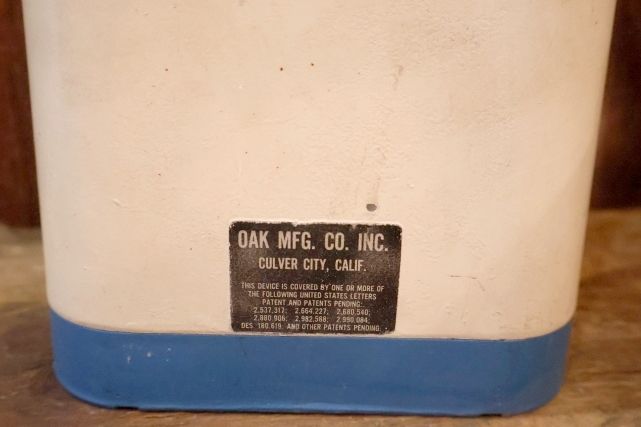 OAK MFG. CO. INC.
CULVER CITY, CALIF.
THIS DEVICE IS COVERED BY ONE OR MORE OF
THE FOLLOWING UNITED STATES LETTERS
PATENT AND PATENTS PENDING:
2,537,317; 2,664,227; 2,680,540;
2,880,906; 2,982,568; 2,990,084;
DES. 180,619, AND OTHER PATENTS PENDING